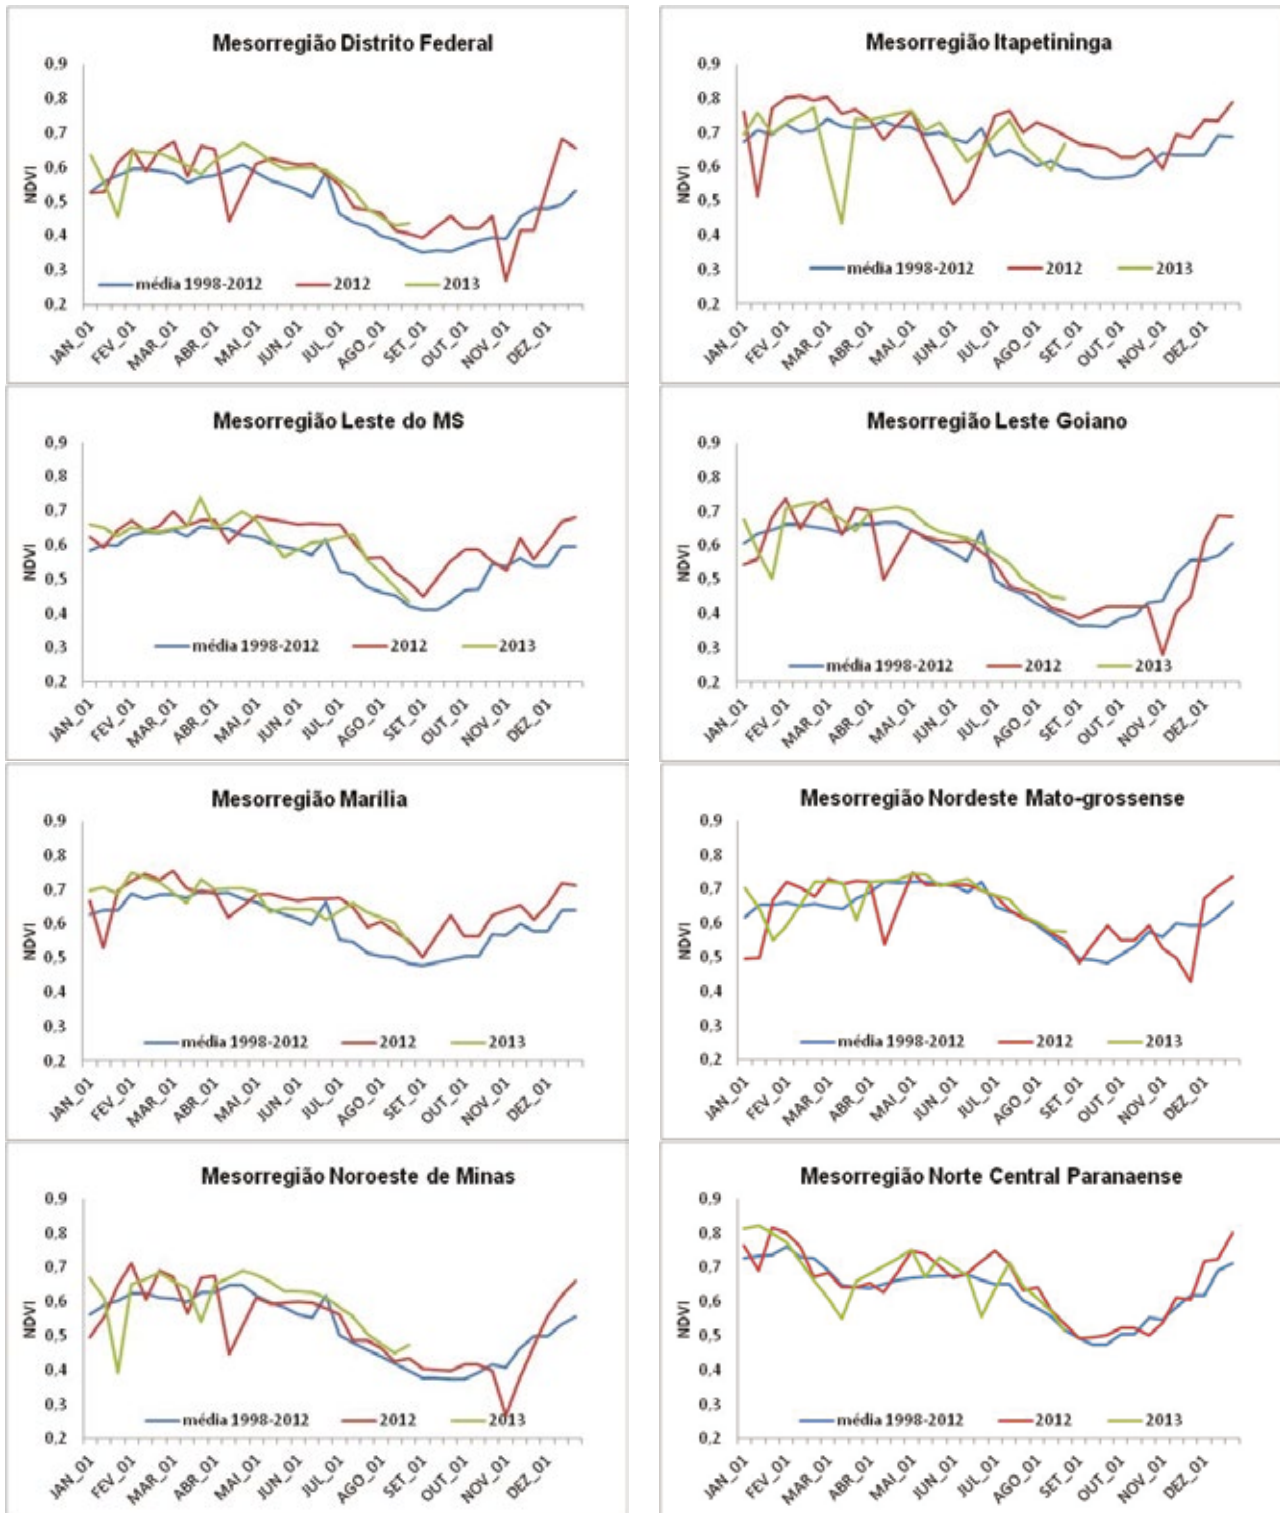 Mesorregião Distrito Federal
0,9
0,8
0,7
0,6
0,5
0,4
0,3
0,2
NDVI
média 1998-2012 2012 2013
JAN_01 FEV_01 MAR_01 ABR_01 MAI_01 JUN_01 JUL_01 AGO_01 SET_01 OUT_01 NOV_01 DEZ_01
Mesorregião Itapetininga
0,9
0,8
0,7
0,6
0,5
0,4
0,3
0,2
NDVI
média 1998-2012 2012 2013
JAN_01 FEV_01 MAR_01 ABR_01 MAI_01 JUN_01 JUL_01 AGO_01 SET_01 OUT_01 NOV_01 DEZ_01
Mesorregião Leste do MS
0,9
0,8
0,7
0,6
0,5
0,4
0,3
0,2
NDVI
média 1998-2012 2012 2013
JAN_01 FEV_01 MAR_01 ABR_01 MAI_01 JUN_01 JUL_01 AGO_01 SET_01 OUT_01 NOV_01 DEZ_01
Mesorregião Leste Goiano
0,9
0,8
0,7
0,6
0,5
0,4
0,3
0,2
NDVI
média 1998-2012 2012 2013
JAN_01 FEV_01 MAR_01 ABR_01 MAI_01 JUN_01 JUL_01 AGO_01 SET_01 OUT_01 NOV_01 DEZ_01
Mesorregião Marília
0,9
0,8
0,7
0,6
0,5
0,4
0,3
0,2
NDVI
média 1998-2012 2012 2013
JAN_01 FEV_01 MAR_01 ABR_01 MAI_01 JUN_01 JUL_01 AGO_01 SET_01 OUT_01 NOV_01 DEZ_01
Mesorregião Nordeste Mato-grossense
0,9
0,8
0,7
0,6
0,5
0,4
0,3
0,2
NDVI
média 1998-2012 2012 2013
JAN_01 FEV_01 MAR_01 ABR_01 MAI_01 JUN_01 JUL_01 AGO_01 SET_01 OUT_01 NOV_01 DEZ_01
Mesorregião Noroeste de Minas
0,9
0,8
0,7
0,6
0,5
0,4
0,3
0,2
NDVI
média 1998-2012 2012 2013
JAN_01 FEV_01 MAR_01 ABR_01 MAI_01 JUN_01 JUL_01 AGO_01 SET_01 OUT_01 NOV_01 DEZ_01
Mesorregião Norte Central Paranaense
0,9
0,8
0,7
0,6
0,5
0,4
0,3
0,2
NDVI
média 1998-2012 2012 2013
JAN_01 FEV_01 MAR_01 ABR_01 MAI_01 JUN_01 JUL_01 AGO_01 SET_01 OUT_01 NOV_01 DEZ_01